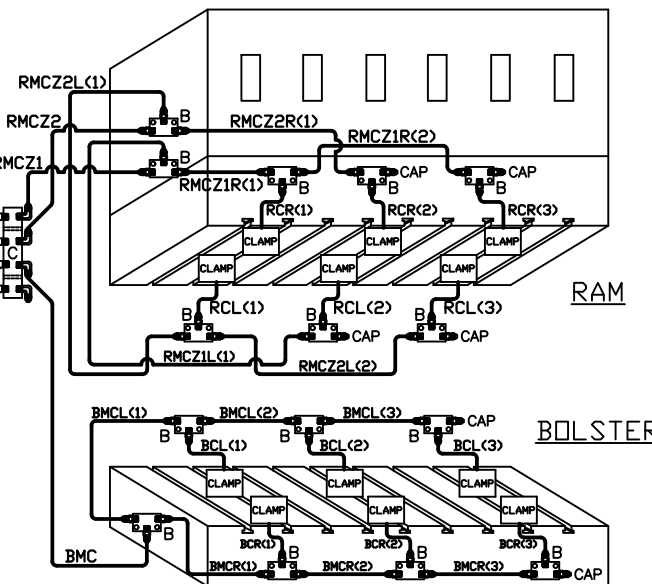 RMCZ2L(1)
B
RMCZ2
RMCZ2R(1)
RMCZ1R(2)
B
RMCZ1
RMCZ1R(1)
B
B
CAP
B
CAP
RCR(1)
RCR(2)
RCR(3)
CLAMP
CLAMP
CLAMP
C
CLAMP
CLAMP
CLAMP
RAM
RCL(1)
RCL(2)
RCL(3)
B
B
B
CAP
CAP
RMCZ1L(1)
RMCZ2L(2)
BMCL(1)
BMCL(2)
BMCL(3)
CAP
BOLSTER
B
B
B
BCL(1)
BCL(2)
BCL(3)
CLAMP
CLAMP
CLAMP
CLAMP
CLAMP
CLAMP
B
BMC
BCR(1)
BCR(2)
BCR(3)
B
B
B
BMCR(1)
BMCR(2)
BMCR(3)
CAP